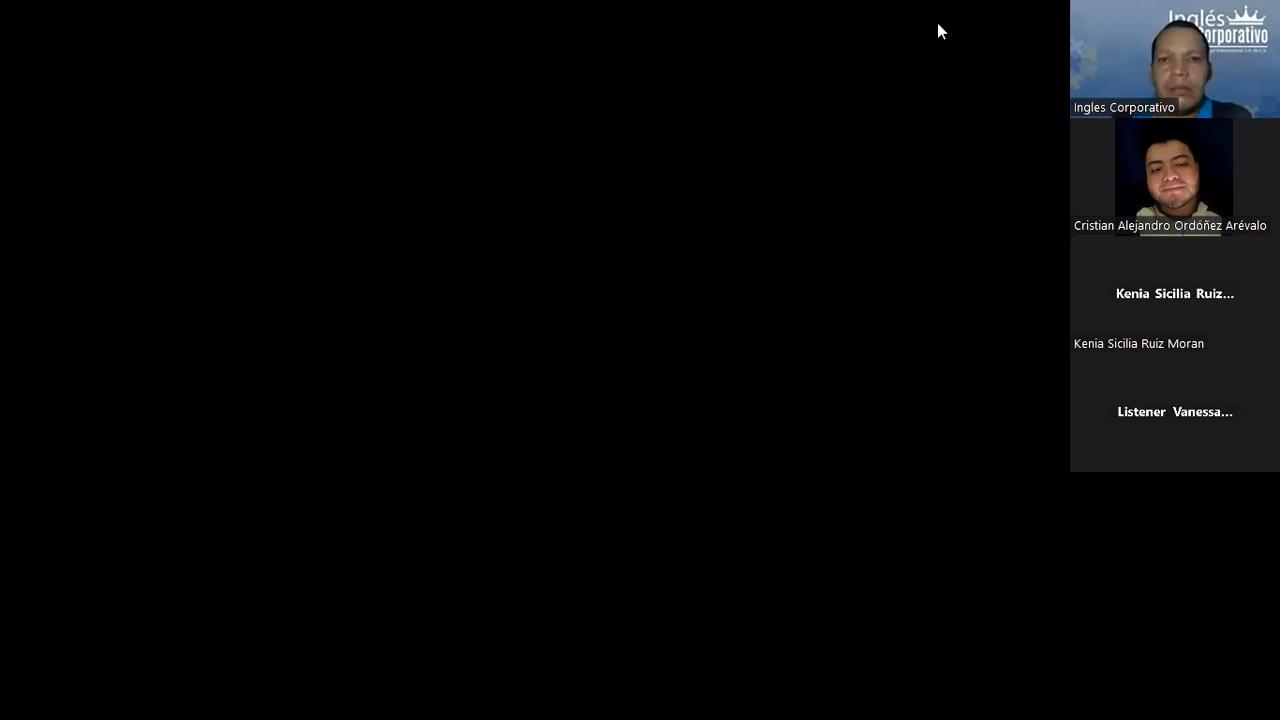 Inglés
Corporativo
Ingles Corporativo
Cristian Alejandro Ordóñez Arévalo
Kenia Sicilia Ruiz...
Kenia Sicilia Ruiz Moran
Listener Vanessa...